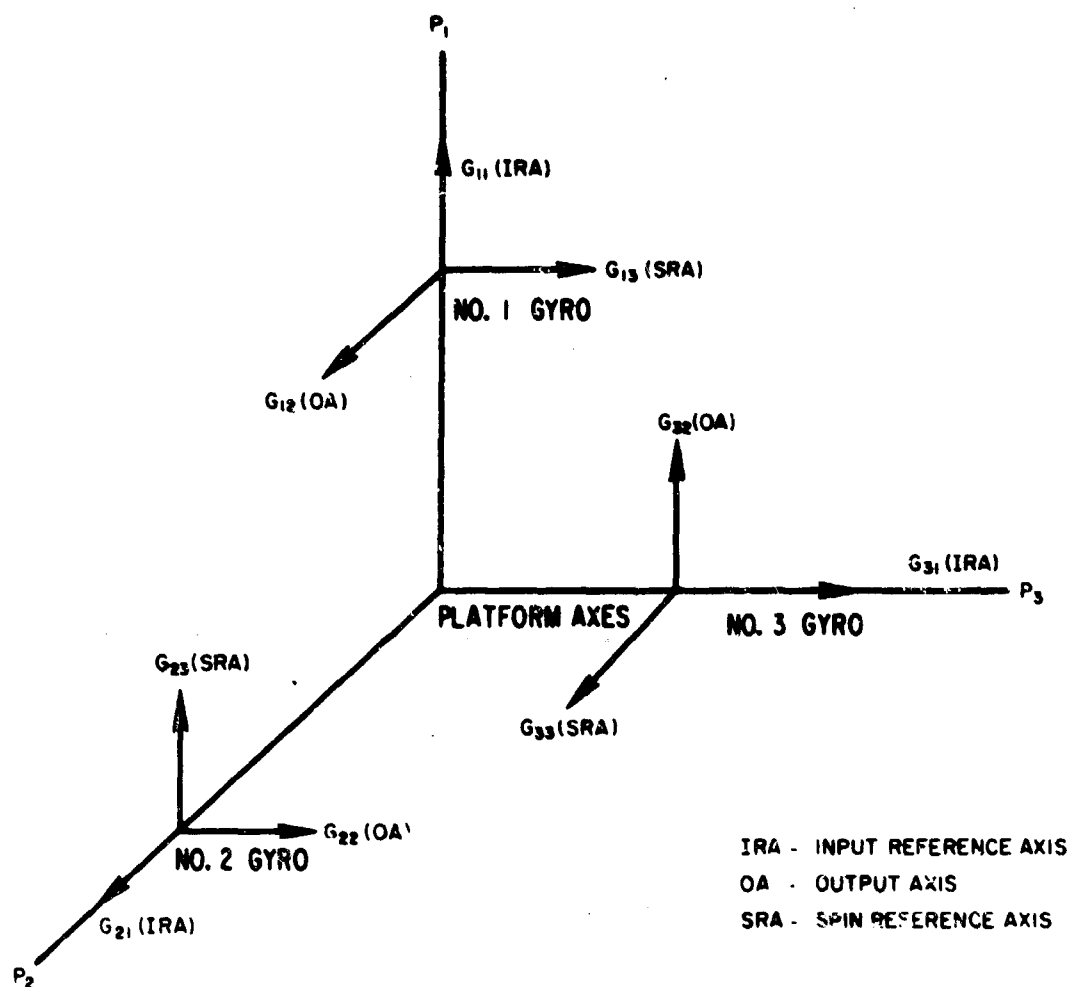 P₁
G₁₁ (IRA)
G₁₃ (SRA)
NO. 1 GYRO
G₁₂ (OA)
G₃₂ (OA)
G₃₁ (IRA)
P₃
PLATFORM AXES
NO. 3 GYRO
G₂₃ (SRA)
G₃₃ (SRA)
G₂₂ (OA)
NO. 2 GYRO
G₂₁ (IRA)
P₂
IRA - INPUT REFERENCE AXIS
OA - OUTPUT AXIS
SRA - SPIN REFERENCE AXIS